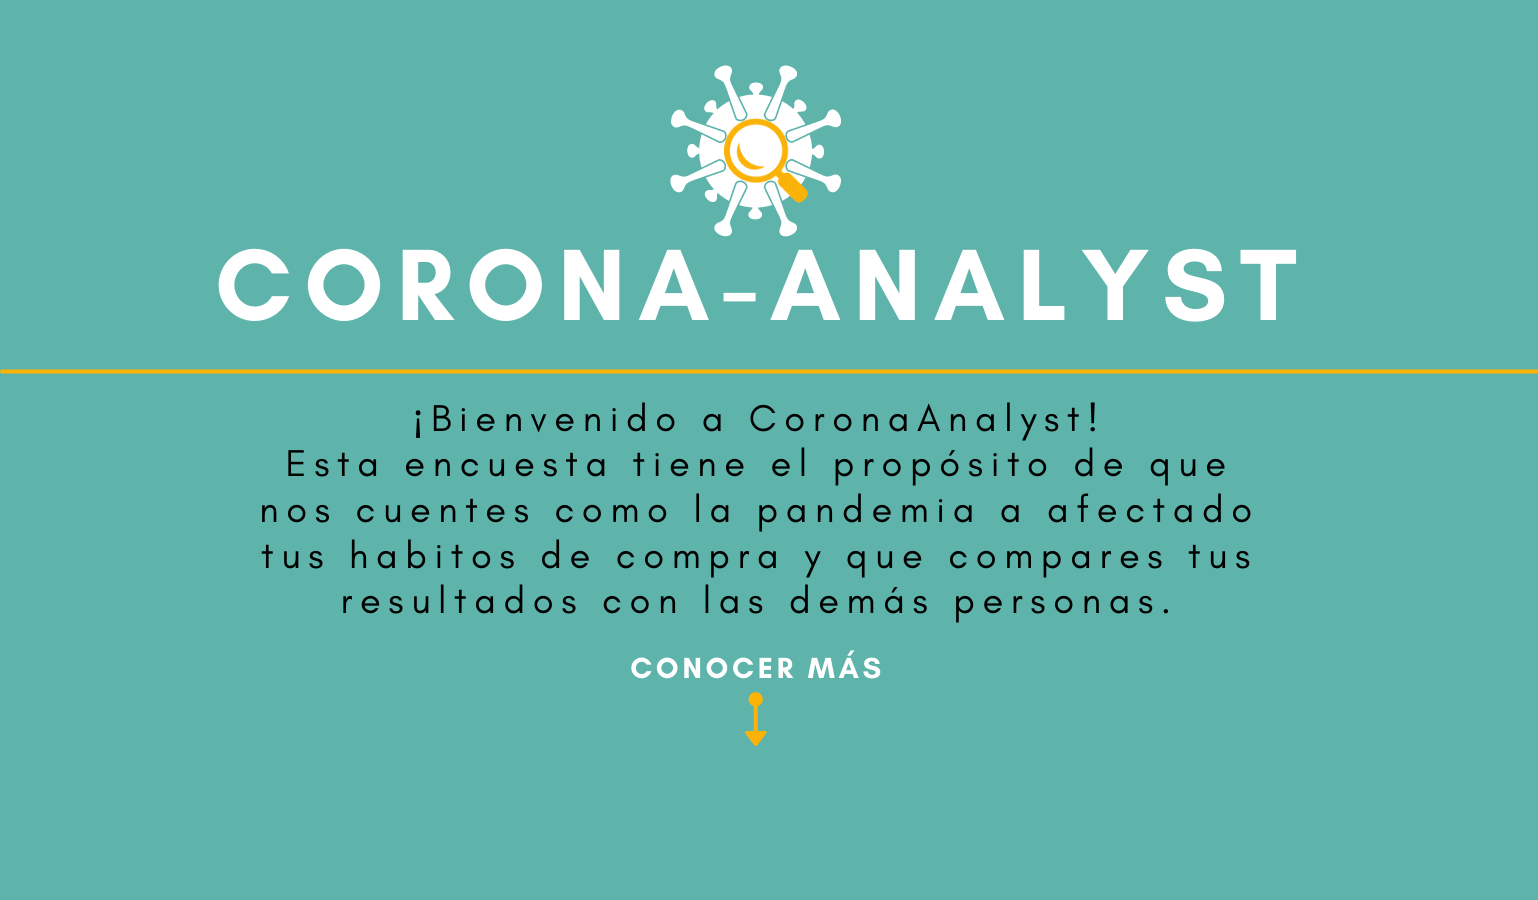 CORONA-ANALYST
¡Bienvenido a CoronaAnalyst!
Esta encuesta tiene el propósito de que
nos cuentes como la pandemia a afectado
tus habitos de compra y que compares tus
resultados con las demás personas.
CONOCER MÁS